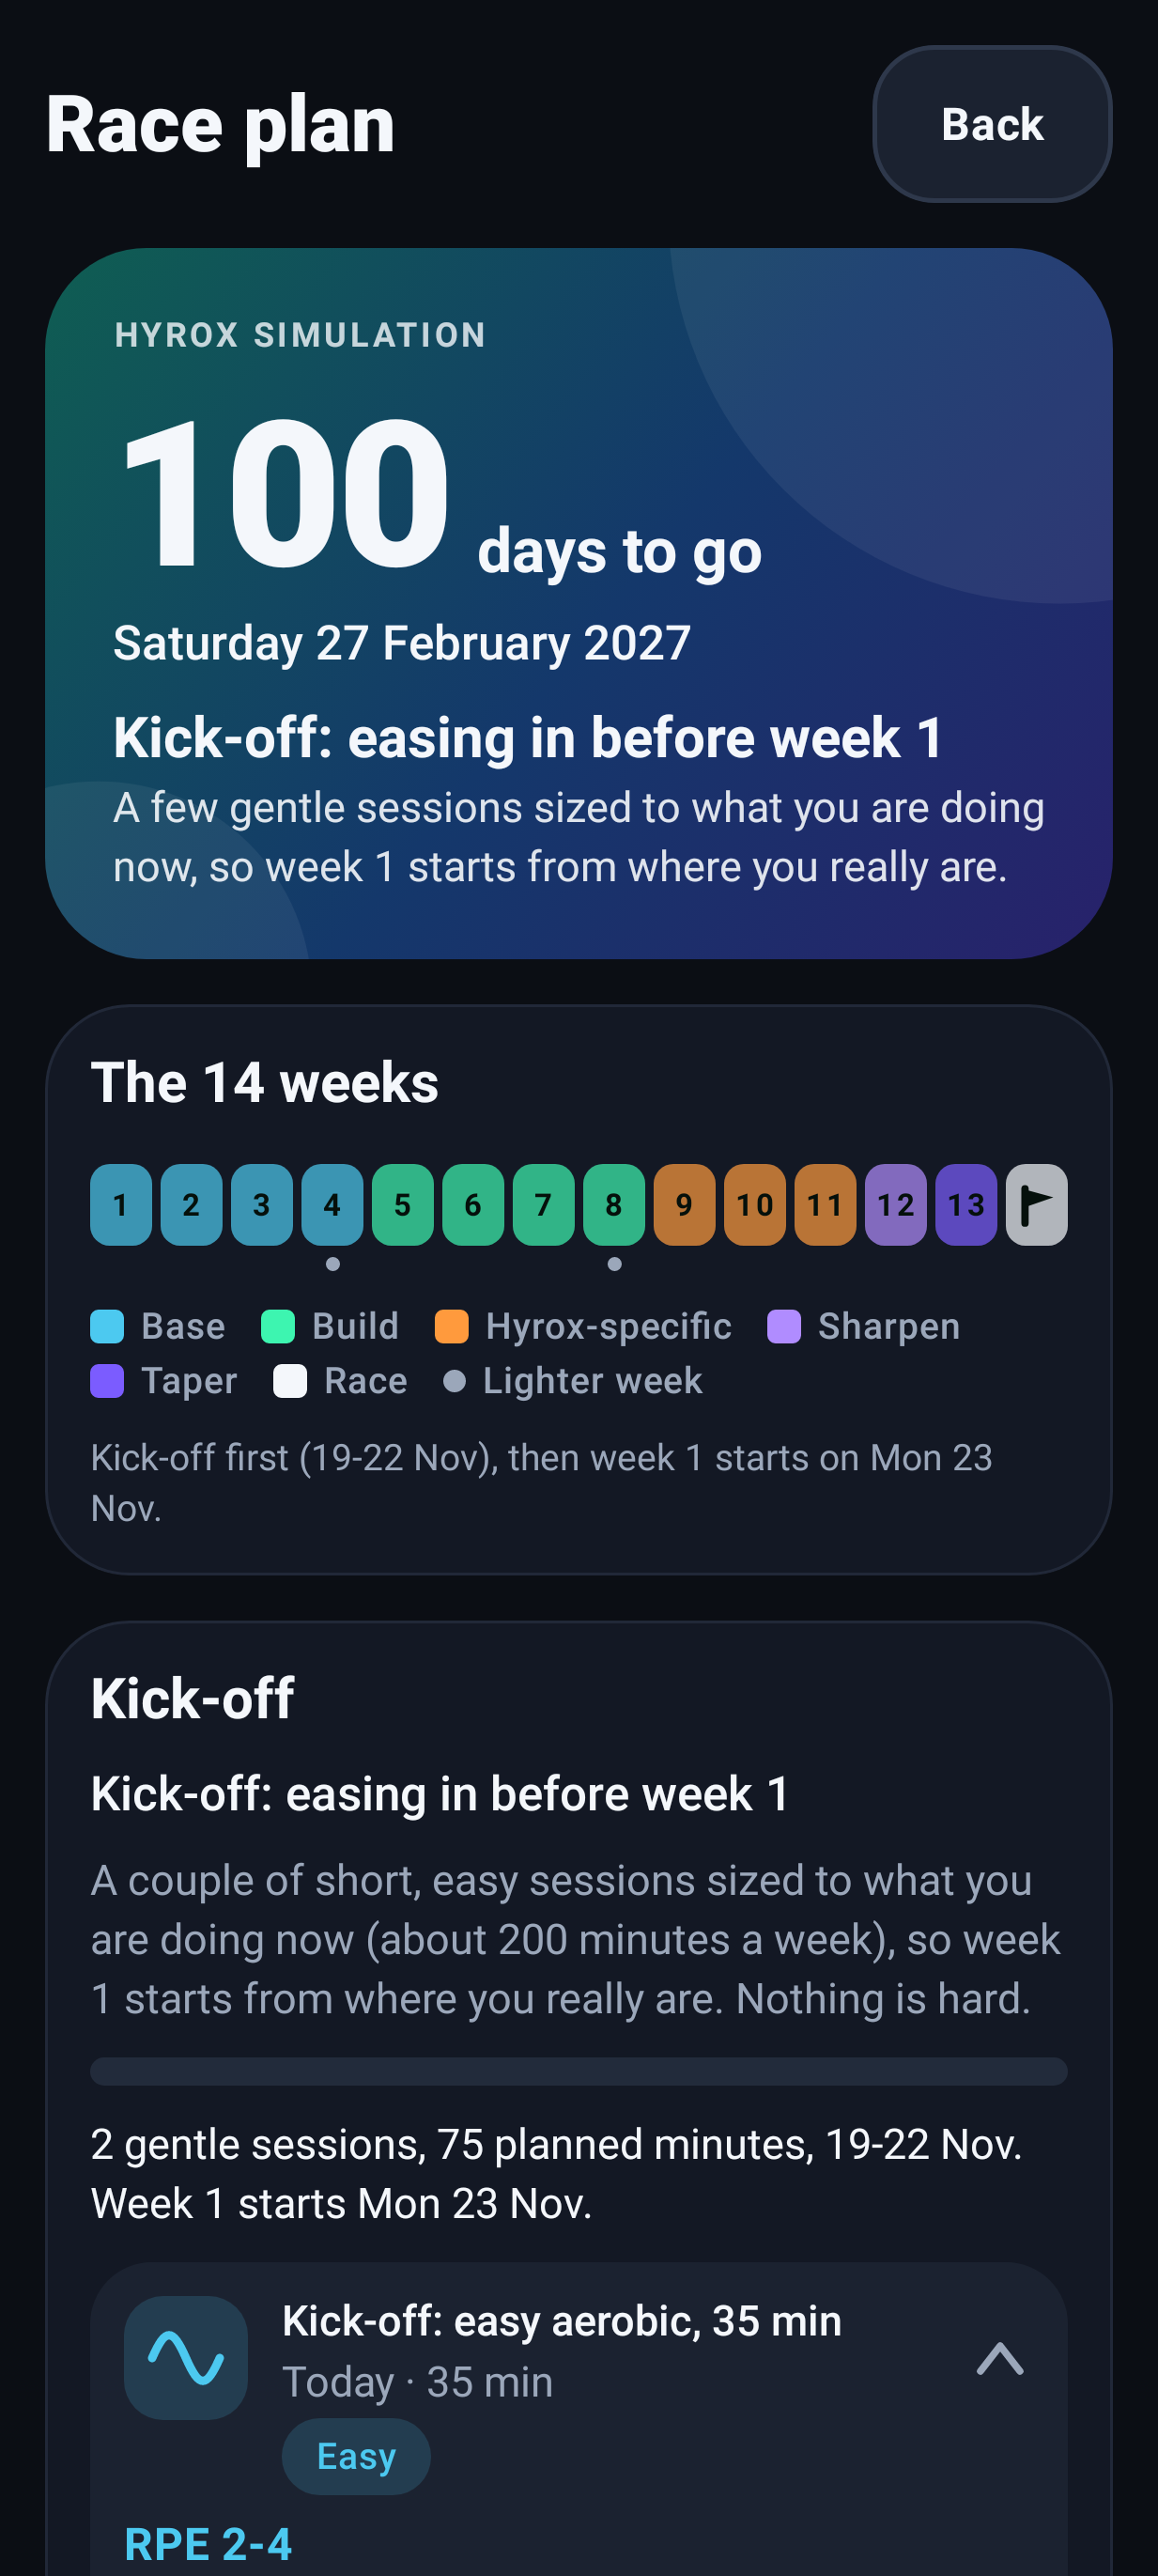 Race plan
Back
HYROX SIMULATION
100 days to go
Saturday 27 February 2027
Kick-off: easing in before week 1
A few gentle sessions sized to what you are doing
now, so week 1 starts from where you really are.
The 14 weeks
1 2 3 4 5 6 7 8 9 10 11 12 13
Base Build Hyrox-specific Sharpen
Taper Race Lighter week
Kick-off first (19-22 Nov), then week 1 starts on Mon 23
Nov.
Kick-off
Kick-off: easing in before week 1
A couple of short, easy sessions sized to what you
are doing now (about 200 minutes a week), so week
1 starts from where you really are. Nothing is hard.
2 gentle sessions, 75 planned minutes, 19-22 Nov.
Week 1 starts Mon 23 Nov.
Kick-off: easy aerobic, 35 min
Today · 35 min
Easy
RPE 2-4